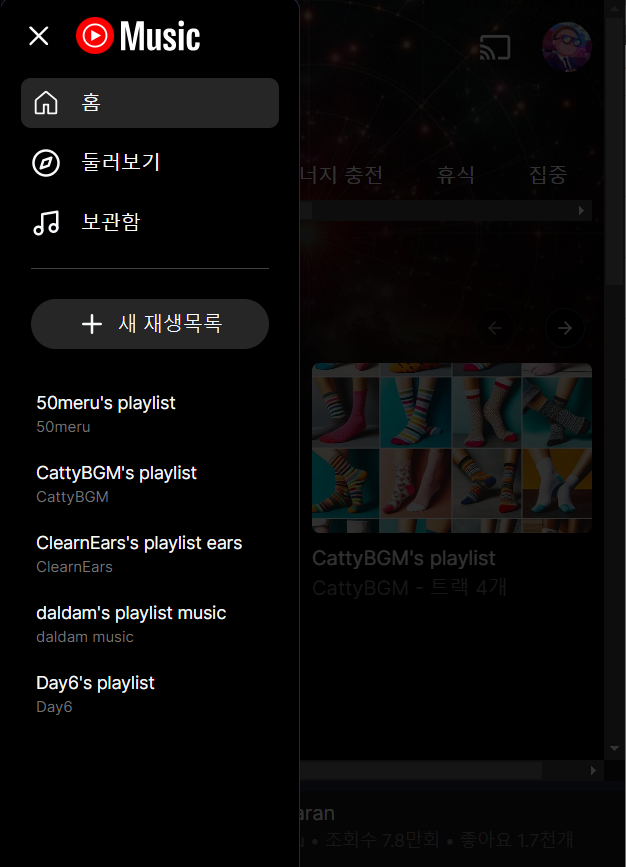 Music
홈
둘러보기
보관함
새 재생목록
50meru's playlist
50meru
CattyBGM's playlist
CattyBGM
ClearnEars's playlist ears
ClearnEars
daldam's playlist music
daldam music
Day6's playlist
Day6
너지 충전 휴식 집중
CattyBGM's playlist
CattyBGM - 트랙 4개
aran
• 조회수 7.8만회 • 좋아요 1.7천개